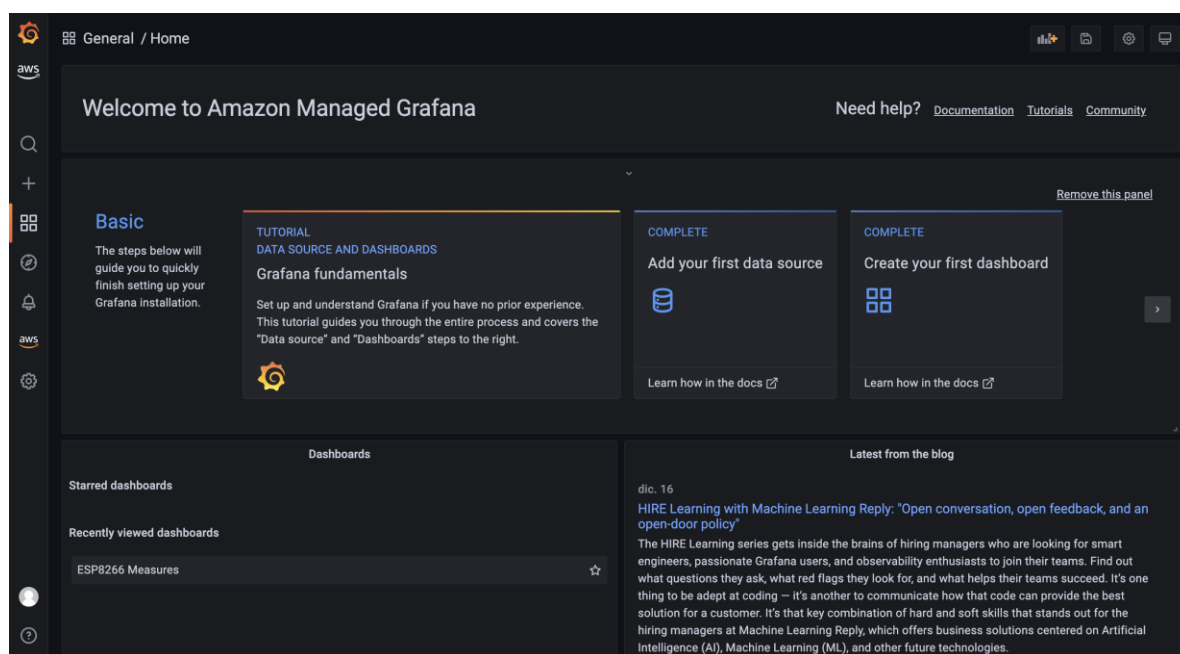 General / Home
aws
Welcome to Amazon Managed Grafana
Need help? Documentation Tutorials Community
Remove this panel
Basic
The steps below will
guide you to quickly
finish setting up your
Grafana installation.
TUTORIAL
DATA SOURCE AND DASHBOARDS
Grafana fundamentals
Set up and understand Grafana if you have no prior experience.
This tutorial guides you through the entire process and covers the
"Data source" and "Dashboards" steps to the right.
COMPLETE
Add your first data source
Learn how in the docs
COMPLETE
Create your first dashboard
Learn how in the docs
aws
Dashboards
Starred dashboards
Recently viewed dashboards
ESP8266 Measures
Latest from the blog
dic. 16
HIRE Learning with Machine Learning Reply: "Open conversation, open feedback, and an
open-door policy"
The HIRE Learning series gets inside the brains of hiring managers who are looking for smart
engineers, passionate Grafana users, and observability enthusiasts to join their teams. Find out
what questions they ask, what red flags they look for, and what helps their teams succeed. It's one
thing to be adept at coding — it's another to communicate how that code can provide the best
solution for a customer. It's that key combination of hard and soft skills that stands out for the
hiring managers at Machine Learning Reply, which offers business solutions centered on Artificial
Intelligence (AI), Machine Learning (ML), and other future technologies.